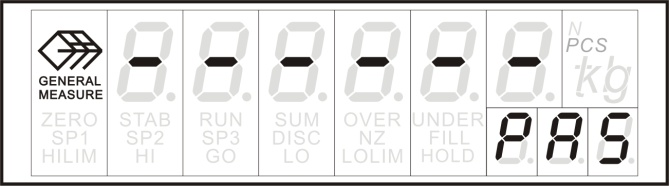 ------
N
PCS
kg
GENERAL
MEASURE
ZERO STAB RUN SUM OVER UNDER
SP1 SP2 SP3 DISC NZ FILL
HILIM HI GO LO LOLIM HOLD
PAS